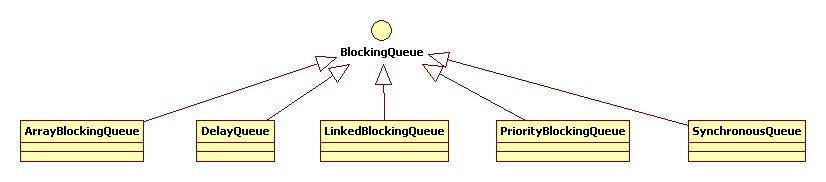 BlockingQueue
ArrayBlockingQueue
DelayQueue
LinkedBlockingQueue
PriorityBlockingQueue
SynchronousQueue